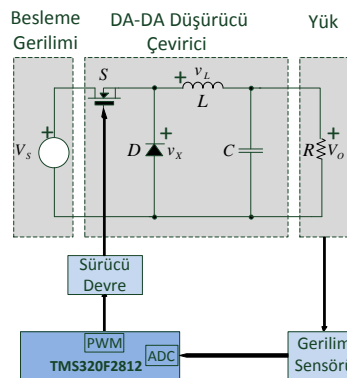 Besleme
Gerilimi
DA-DA Düşürücü
Çevirici
Yük
S
+
v_L
L
+
V_s
D
+
v_X
C
R
+
V_o
Sürücü
Devre
PWM
ADC
TMS320F2812
Gerilim
Sensörü